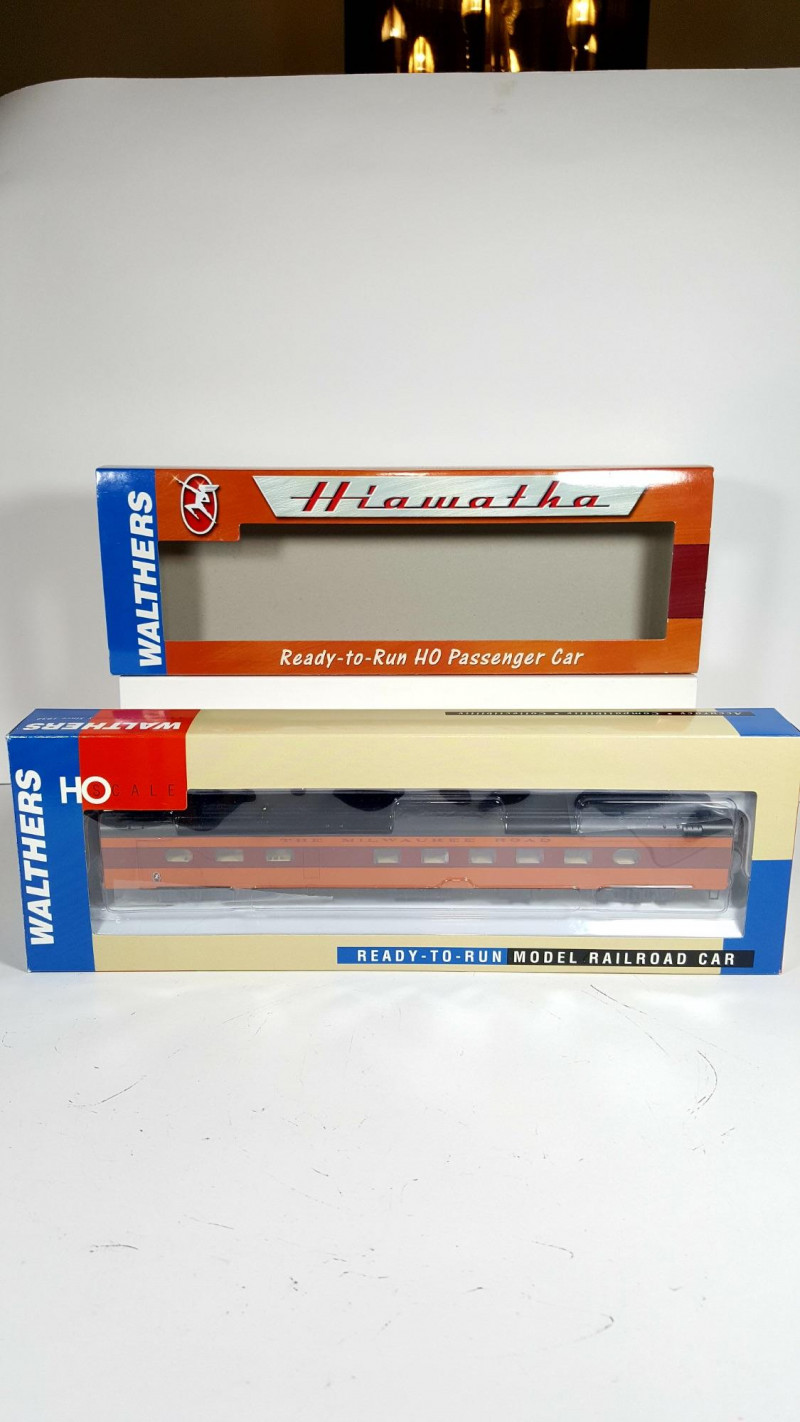 WALTHERS
Hiawatha
Ready-to-Run HO Passenger Car
WALTHERS
WALTHERS
HO SCALE
THE MILWAUKEE ROAD
READY-TO-RUN MODEL RAILROAD CAR